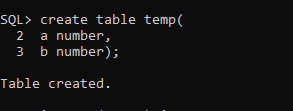 SQL> create table temp(
  2  a number,
  3  b number);
Table created.